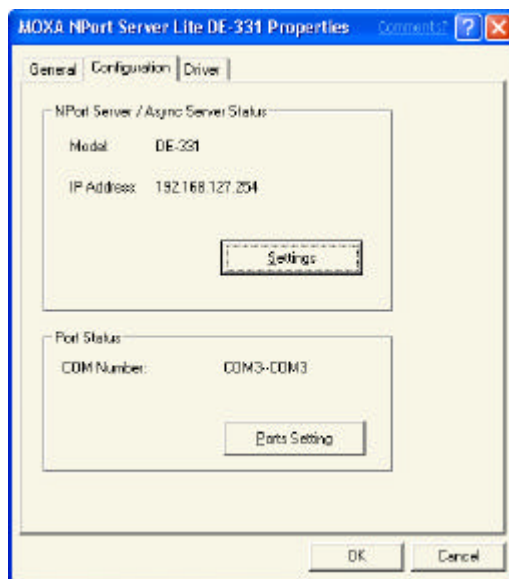 MOXA NPort Server Lite DE-331 Properties Comments? ?
General Configuration Driver
NPort Server / Async Server Status
Model: DE-331
IP Address: 192.168.127.254
Settings
Port Status
COM Number: COM3--COM3
Ports Setting
OK Cancel